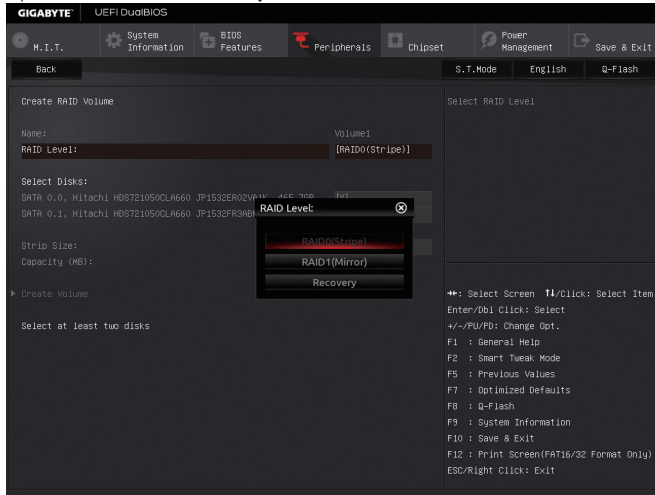 GIGABYTE™ UEFI DualBIOS
M.I.T. System Information BIOS Features Peripherals Chipset Power Management Save & Exit
Back S.T.Mode English Q-Flash
Create RAID Volume
Select RAID Level
Name: Volume1
RAID Level: [RAID0(Stripe)]
Select Disks:
SATA 0.0, Hitachi HDS721050CLA660 465.7GB
SATA 0.1, Hitachi HDS721050CLA660
RAID Level:
RAID0(Stripe)
RAID1(Mirror)
Recovery
Strip Size:
Capacity (MB):
Create Volume
Select at least two disks
→←: Select Screen ↑↓/Click: Select Item
Enter/Dbl Click: Select
+/-/PU/PD: Change Opt.
F1 : General Help
F2 : Smart Tweak Mode
F5 : Previous Values
F7 : Optimized Defaults
F8 : Q-Flash
F9 : System Information
F10 : Save & Exit
F12 : Print Screen(FAT16/32 Format Only)
ESC/Right Click: Exit